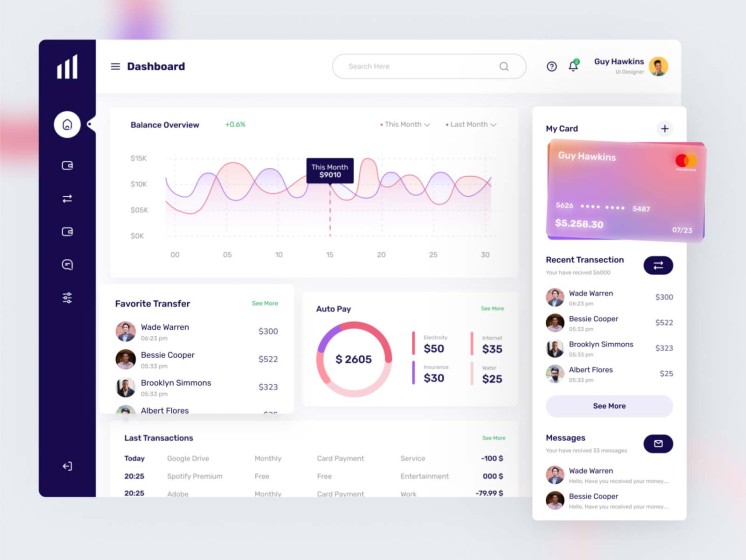 Dashboard
Search Here
2
Guy Hawkins
UI Designer
Balance Overview
+0.6%
This Month
Last Month
$15K
$10K
$05K
$0K
This Month
$9010
00
05
10
15
20
25
30
Favorite Transfer
See More
Wade Warren
06:23 pm
$300
Bessie Cooper
05:33 pm
$522
Brooklyn Simmons
05:33 pm
$323
Albert Flores
Auto Pay
See More
$ 2605
Electricity
$50
Internet
$35
Insurance
$30
Water
$25
Last Transactions
See More
Today Google Drive Monthly Card Payment Service -100 $
20:25 Spotify Premium Free Free Entertainment 000 $
20:25 Adobe Monthly Card Payment Work -79.99 $
My Card
Guy Hawkins
5626 •••• •••• 5487
$5.258.30
07/23
Recent Transection
Your have recived $6000
Wade Warren
06:23 pm
$300
Bessie Cooper
05:33 pm
$522
Brooklyn Simmons
05:33 pm
$323
Albert Flores
05:33 pm
$25
See More
Messages
Your have recived 33 messages
Wade Warren
Hello, Have you received your money...
Bessie Cooper
Hello, Have you received your money...